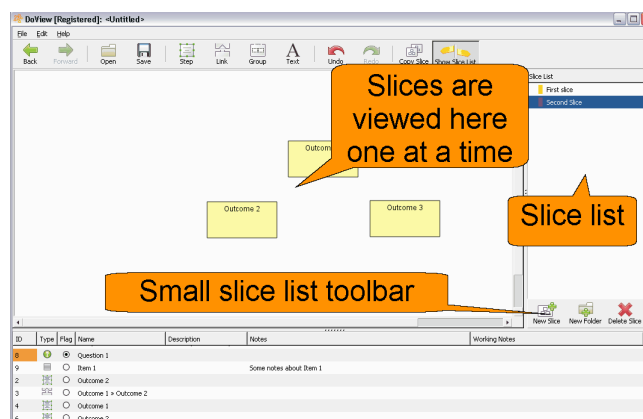 DoView [Registered]: <Untitled>
File Edit Help
Back Forward Open Save Step Link Group Text Undo Redo Copy Slice Show Slice List
Slice List
First slice
Second Slice
Slices are
viewed here
one at a time
Outcom
Outcome 2
Outcome 3
Slice list
Small slice list toolbar
New Slice New Folder Delete Slice
ID Type Flag Name Description Notes Working Notes
8 Question 1
9 Item 1 Some notes about Item 1
2 Outcome 2
3 Outcome 1 > Outcome 2
4 Outcome 1
6 Outcome 3